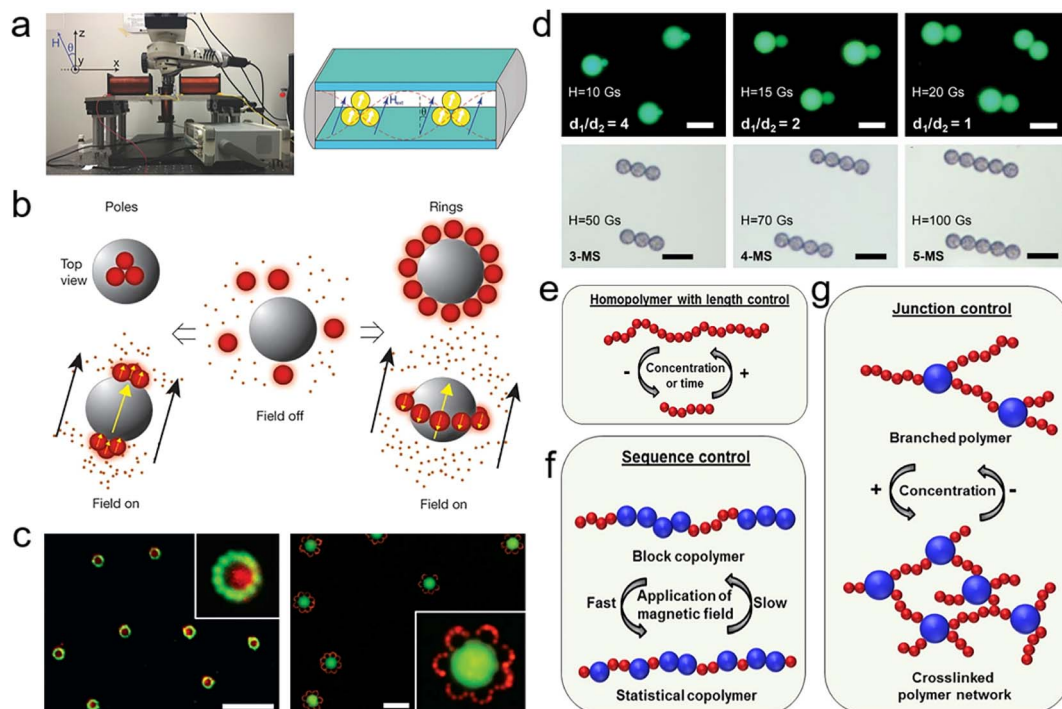 a
H
θ
z
y
x
H_ext
θ
b
Poles
Rings
Top
view
Field off
Field on
Field on
c
d
H=10 Gs
d₁/d₂ = 4
H=15 Gs
d₁/d₂ = 2
H=20 Gs
d₁/d₂ = 1
H=50 Gs
3-MS
H=70 Gs
4-MS
H=100 Gs
5-MS
e
Homopolymer with length control
-
Concentration
or time
+
f
Sequence control
Block copolymer
Fast
Application of
magnetic field
Slow
Statistical copolymer
g
Junction control
Branched polymer
+
Concentration
-
Crosslinked
polymer network